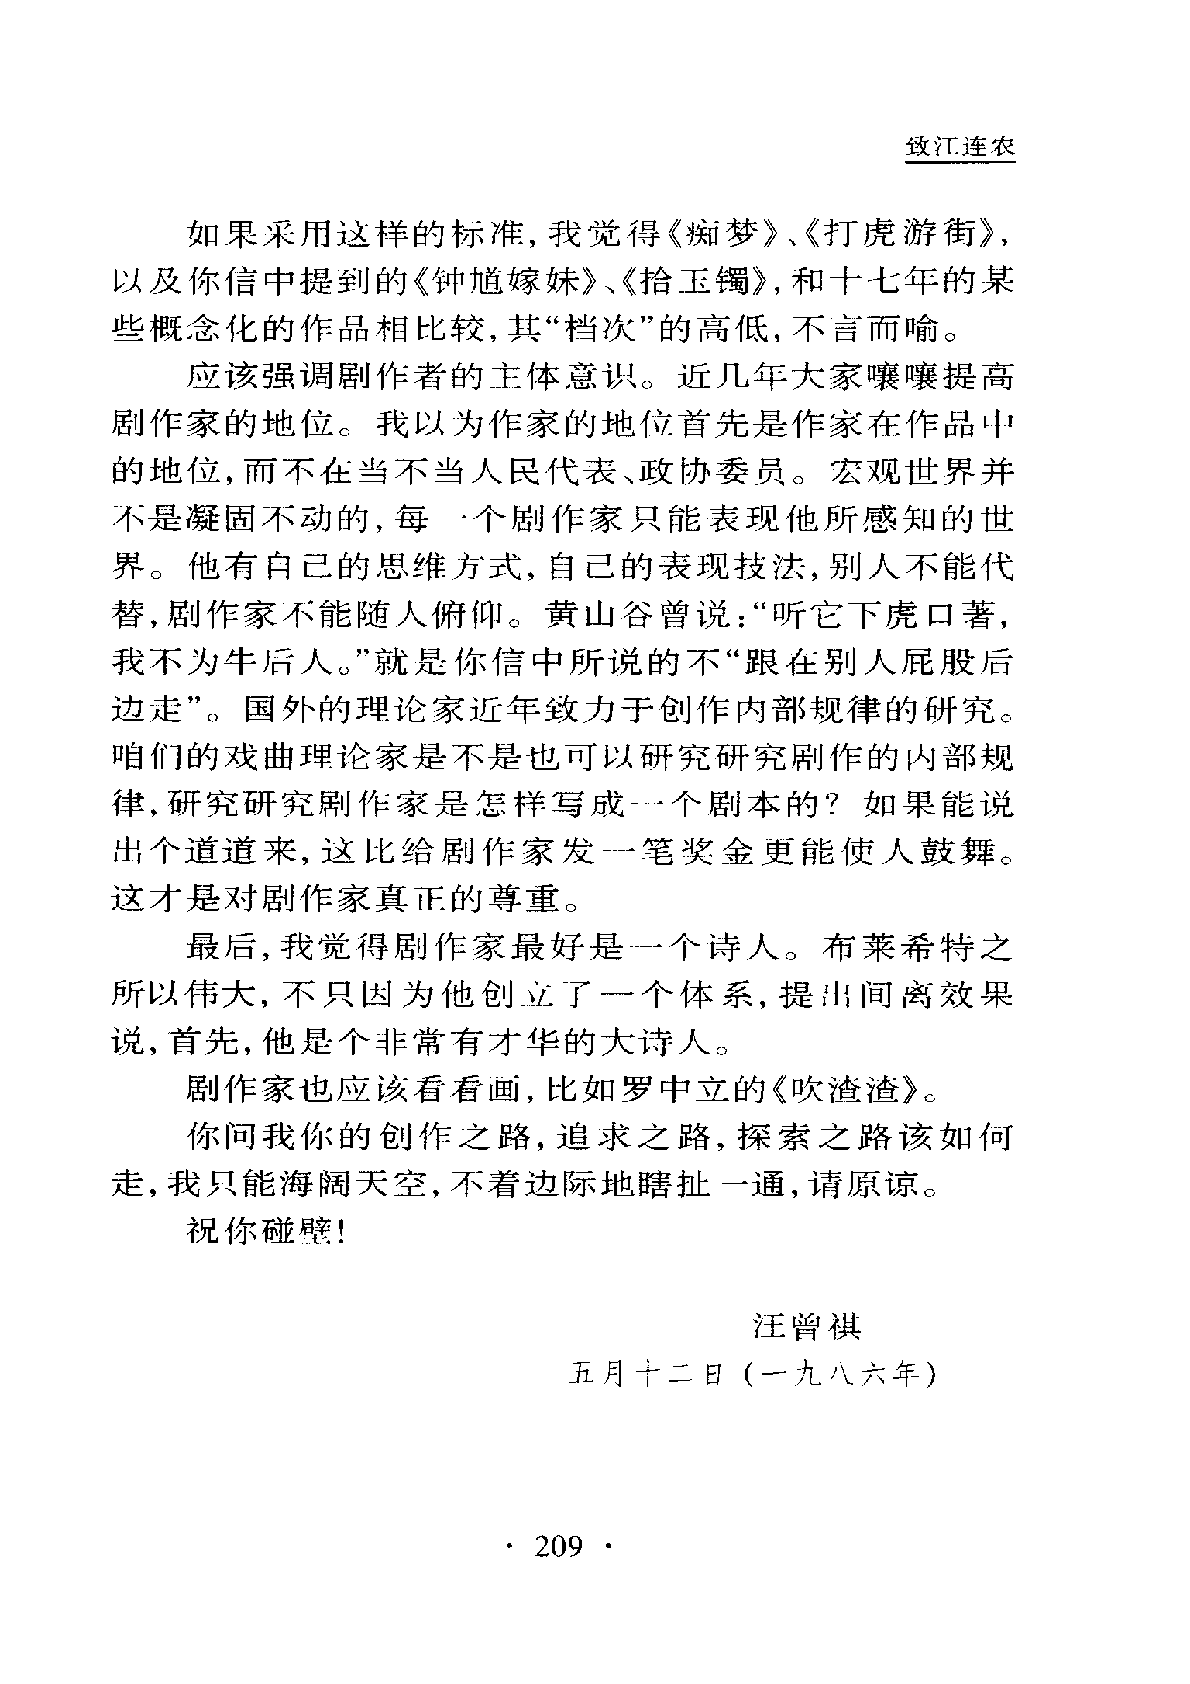 致江连农
如果采用这样的标准,我觉得《痴梦》、《打虎游街》,
以及你信中提到的《钟馗嫁妹》、《拾玉镯》,和十七年的某
些概念化的作品相比较,其“档次”的高低,不言而喻。
应该强调剧作者的主体意识。近几年大家嚷嚷提高
剧作家的地位。我以为作家的地位首先是作家在作品中
的地位,而不在当不当人民代表、政协委员。宏观世界并
不是凝固不动的,每一个剧作家只能表现他所感知的世
界。他有自己的思维方式,自己的表现技法,别人不能代
替,剧作家不能随人俯仰。黄山谷曾说:“听它下虎口著,
我不为牛后人。”就是你信中所说的不“跟在别人屁股后
边走”。国外的理论家近年致力于创作内部规律的研究。
咱们的戏曲理论家是不是也可以研究研究剧作的内部规
律,研究研究剧作家是怎样写成一个剧本的?如果能说
出个道道来,这比给剧作家发一笔奖金更能使人鼓舞。
这才是对剧作家真正的尊重。
最后,我觉得剧作家最好是一个诗人。布莱希特之
所以伟大,不只因为他创立了一个体系,提出间离效果
说,首先,他是个非常有才华的大诗人。
剧作家也应该看看画,比如罗中立的《吹渣渣》。
你问我你的创作之路,追求之路,探索之路该如何
走,我只能海阔天空,不着边际地瞎扯一通,请原谅。
祝你碰壁!
汪曾祺
五月十二日(一九八六年)
· 209 ·